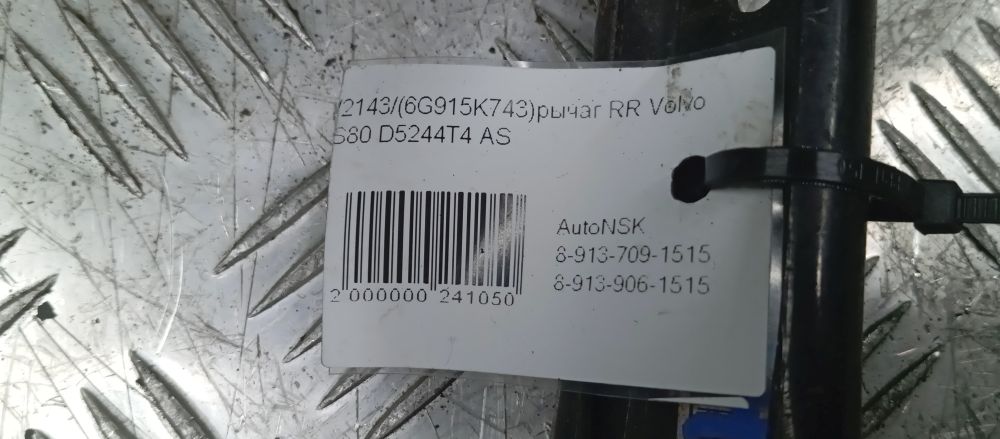 /2143/(6G915K743)рычаг RR Volvo
S80 D5244T4 AS
AutoNSK
8-913-709-1515,
8-913-906-1515
2 000000 241050